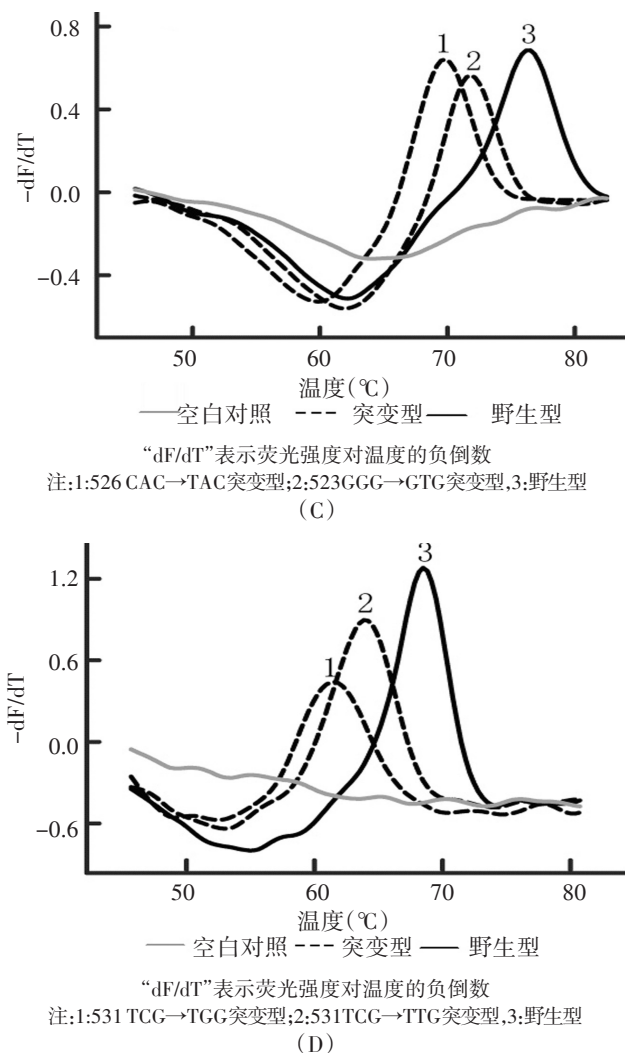 0.8
0.4
0.0
−0.4
-dF/dT
1
2
3
50
60
70
80
温度(℃)
空白对照
突变型
野生型
“dF/dT”表示荧光强度对温度的负倒数
注:1:526 CAC→TAC突变型;2:523GGG→GTG突变型,3:野生型
(C)
1.2
0.6
0.0
−0.6
-dF/dT
1
2
3
50
60
70
80
温度(℃)
空白对照
突变型
野生型
“dF/dT”表示荧光强度对温度的负倒数
注:1:531 TCG→TGG突变型;2:531TCG→TTG突变型,3:野生型
(D)